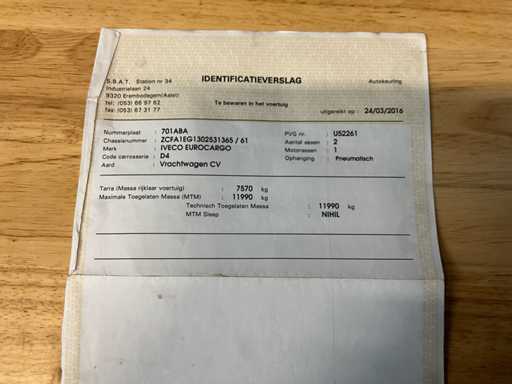 S.B.A.T. Station nr 34
Industrielaan 24
9320 Erembodegem(Aalst)
Tel: (053) 66 97 62
Fax: (053) 67 31 77
IDENTIFICATIEVERSLAG
Te bewaren in het voertuig
Autokeuring
uitgereikt op : 24/03/2016
Nummerplaat : 701ABA
Chassisnummer : ZCFA1EG1302531365 / 61
Merk : IVECO EUROCARGO
Code carrosserie : D4
Aard : Vrachtwagen CV
PVG nr. : U52261
Aantal assen : 2
Motorassen : 1
Ophanging : Pneumatisch
Tarra (Massa rijklaar voertuig) : 7570 kg
Maximale Toegelaten Massa (MTM) : 11990 kg
Technisch Toegelaten Massa : 11990 kg
MTM Sleep : NIHIL